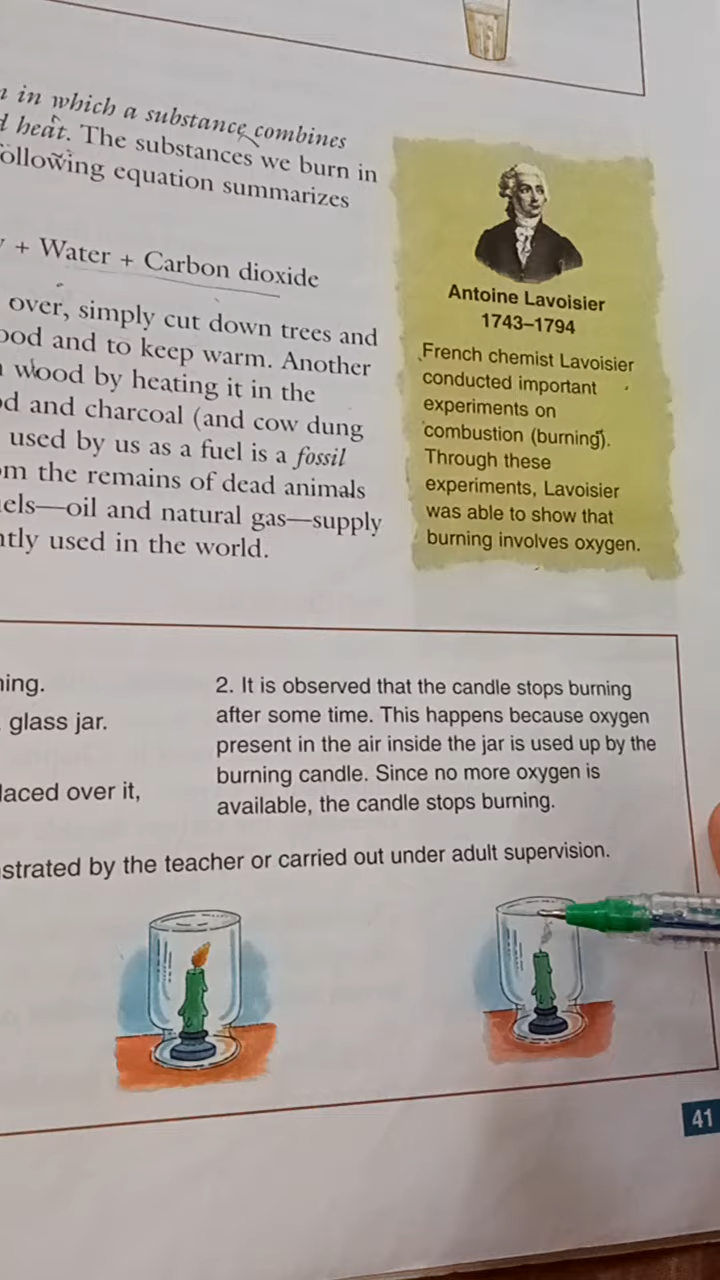 in which a substance combines
heat. The substances we burn in
following equation summarizes
+ Water + Carbon dioxide
over, simply cut down trees and
and to keep warm. Another
wood by heating it in the
and charcoal (and cow dung
used by us as a fuel is a fossil
the remains of dead animals
oil and natural gas—supply
used in the world.
Antoine Lavoisier
1743–1794
French chemist Lavoisier
conducted important
experiments on
combustion (burning).
Through these
experiments, Lavoisier
was able to show that
burning involves oxygen.
glass jar.
laced over it,
2. It is observed that the candle stops burning
after some time. This happens because oxygen
present in the air inside the jar is used up by the
burning candle. Since no more oxygen is
available, the candle stops burning.
strated by the teacher or carried out under adult supervision.
41